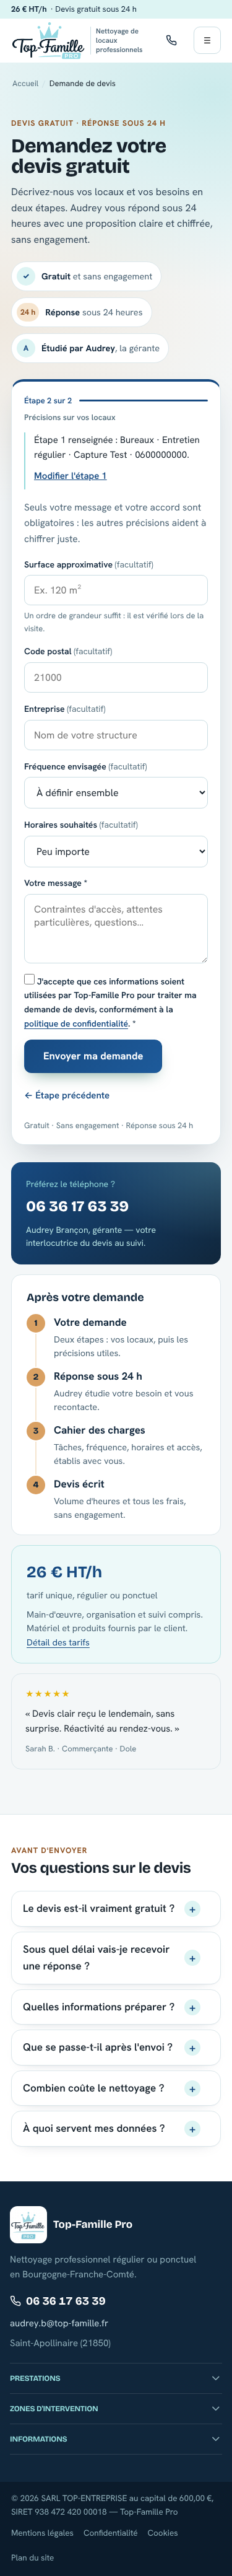 26 € HT/h · Devis gratuit sous 24 h
Top-Famille
PRO
Nettoyage de
locaux
professionnels
Accueil / Demande de devis
DEVIS GRATUIT · RÉPONSE SOUS 24 H
Demandez votre
devis gratuit
Décrivez-nous vos locaux et vos besoins en
deux étapes. Audrey vous répond sous 24
heures avec une proposition claire et chiffrée,
sans engagement.
✓ Gratuit et sans engagement
24 h Réponse sous 24 heures
A Étudié par Audrey, la gérante
Étape 2 sur 2
Précisions sur vos locaux
Étape 1 renseignée : Bureaux · Entretien
régulier · Capture Test · 0600000000.
Modifier l'étape 1
Seuls votre message et votre accord sont
obligatoires : les autres précisions aident à
chiffrer juste.
Surface approximative (facultatif)
Ex. 120 m²
Un ordre de grandeur suffit : il est vérifié lors de la
visite.
Code postal (facultatif)
21000
Entreprise (facultatif)
Nom de votre structure
Fréquence envisagée (facultatif)
À définir ensemble
Horaires souhaités (facultatif)
Peu importe
Votre message *
Contraintes d'accès, attentes
particulières, questions...
J'accepte que ces informations soient
utilisées par Top-Famille Pro pour traiter ma
demande de devis, conformément à la
politique de confidentialité. *
Envoyer ma demande
← Étape précédente
Gratuit · Sans engagement · Réponse sous 24 h
Préférez le téléphone ?
06 36 17 63 39
Audrey Brançon, gérante — votre
interlocutrice du devis au suivi.
Après votre demande
1 Votre demande
Deux étapes : vos locaux, puis les
précisions utiles.
2 Réponse sous 24 h
Audrey étudie votre besoin et vous
recontacte.
3 Cahier des charges
Tâches, fréquence, horaires et accès,
établis avec vous.
4 Devis écrit
Volume d'heures et tous les frais,
sans engagement.
26 € HT/h
tarif unique, régulier ou ponctuel
Main-d'œuvre, organisation et suivi compris.
Matériel et produits fournis par le client.
Détail des tarifs
★★★★★
« Devis clair reçu le lendemain, sans
surprise. Réactivité au rendez-vous. »
Sarah B. · Commerçante · Dole
AVANT D'ENVOYER
Vos questions sur le devis
Le devis est-il vraiment gratuit ? +
Sous quel délai vais-je recevoir
une réponse ? +
Quelles informations préparer ? +
Que se passe-t-il après l'envoi ? +
Combien coûte le nettoyage ? +
À quoi servent mes données ? +
Top-Famille
PRO
Top-Famille Pro
Nettoyage professionnel régulier ou ponctuel
en Bourgogne-Franche-Comté.
06 36 17 63 39
audrey.b@top-famille.fr
Saint-Apollinaire (21850)
PRESTATIONS
ZONES D'INTERVENTION
INFORMATIONS
© 2026 SARL TOP-ENTREPRISE au capital de 600,00 €,
SIRET 938 472 420 00018 — Top-Famille Pro
Mentions légales Confidentialité Cookies
Plan du site